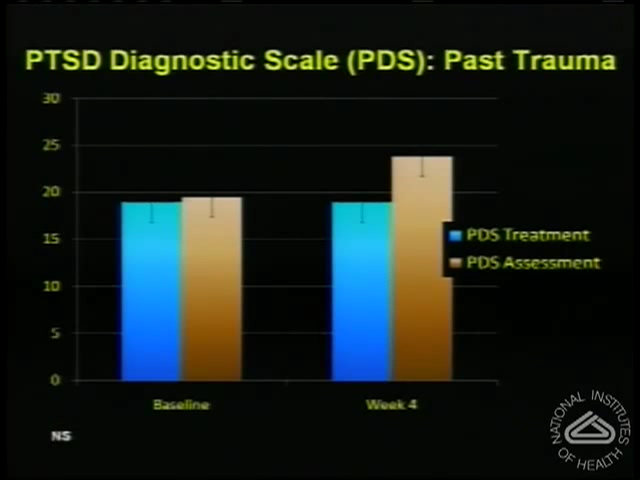 PTSD Diagnostic Scale (PDS): Past Trauma
30
25
20
15
10
5
0
PDS Treatment
PDS Assessment
Baseline
Week 4
NS
NATIONAL INSTITUTES
OF HEALTH